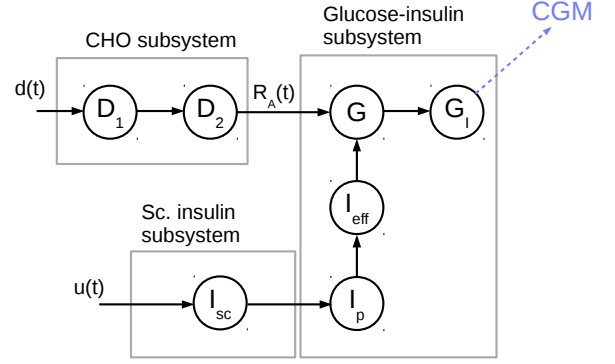 CGM
Glucose-insulin
subsystem
CHO subsystem
d(t)
D1
D2
RA(t)
G
GI
Ieff
Sc. insulin
subsystem
u(t)
Isc
Ip